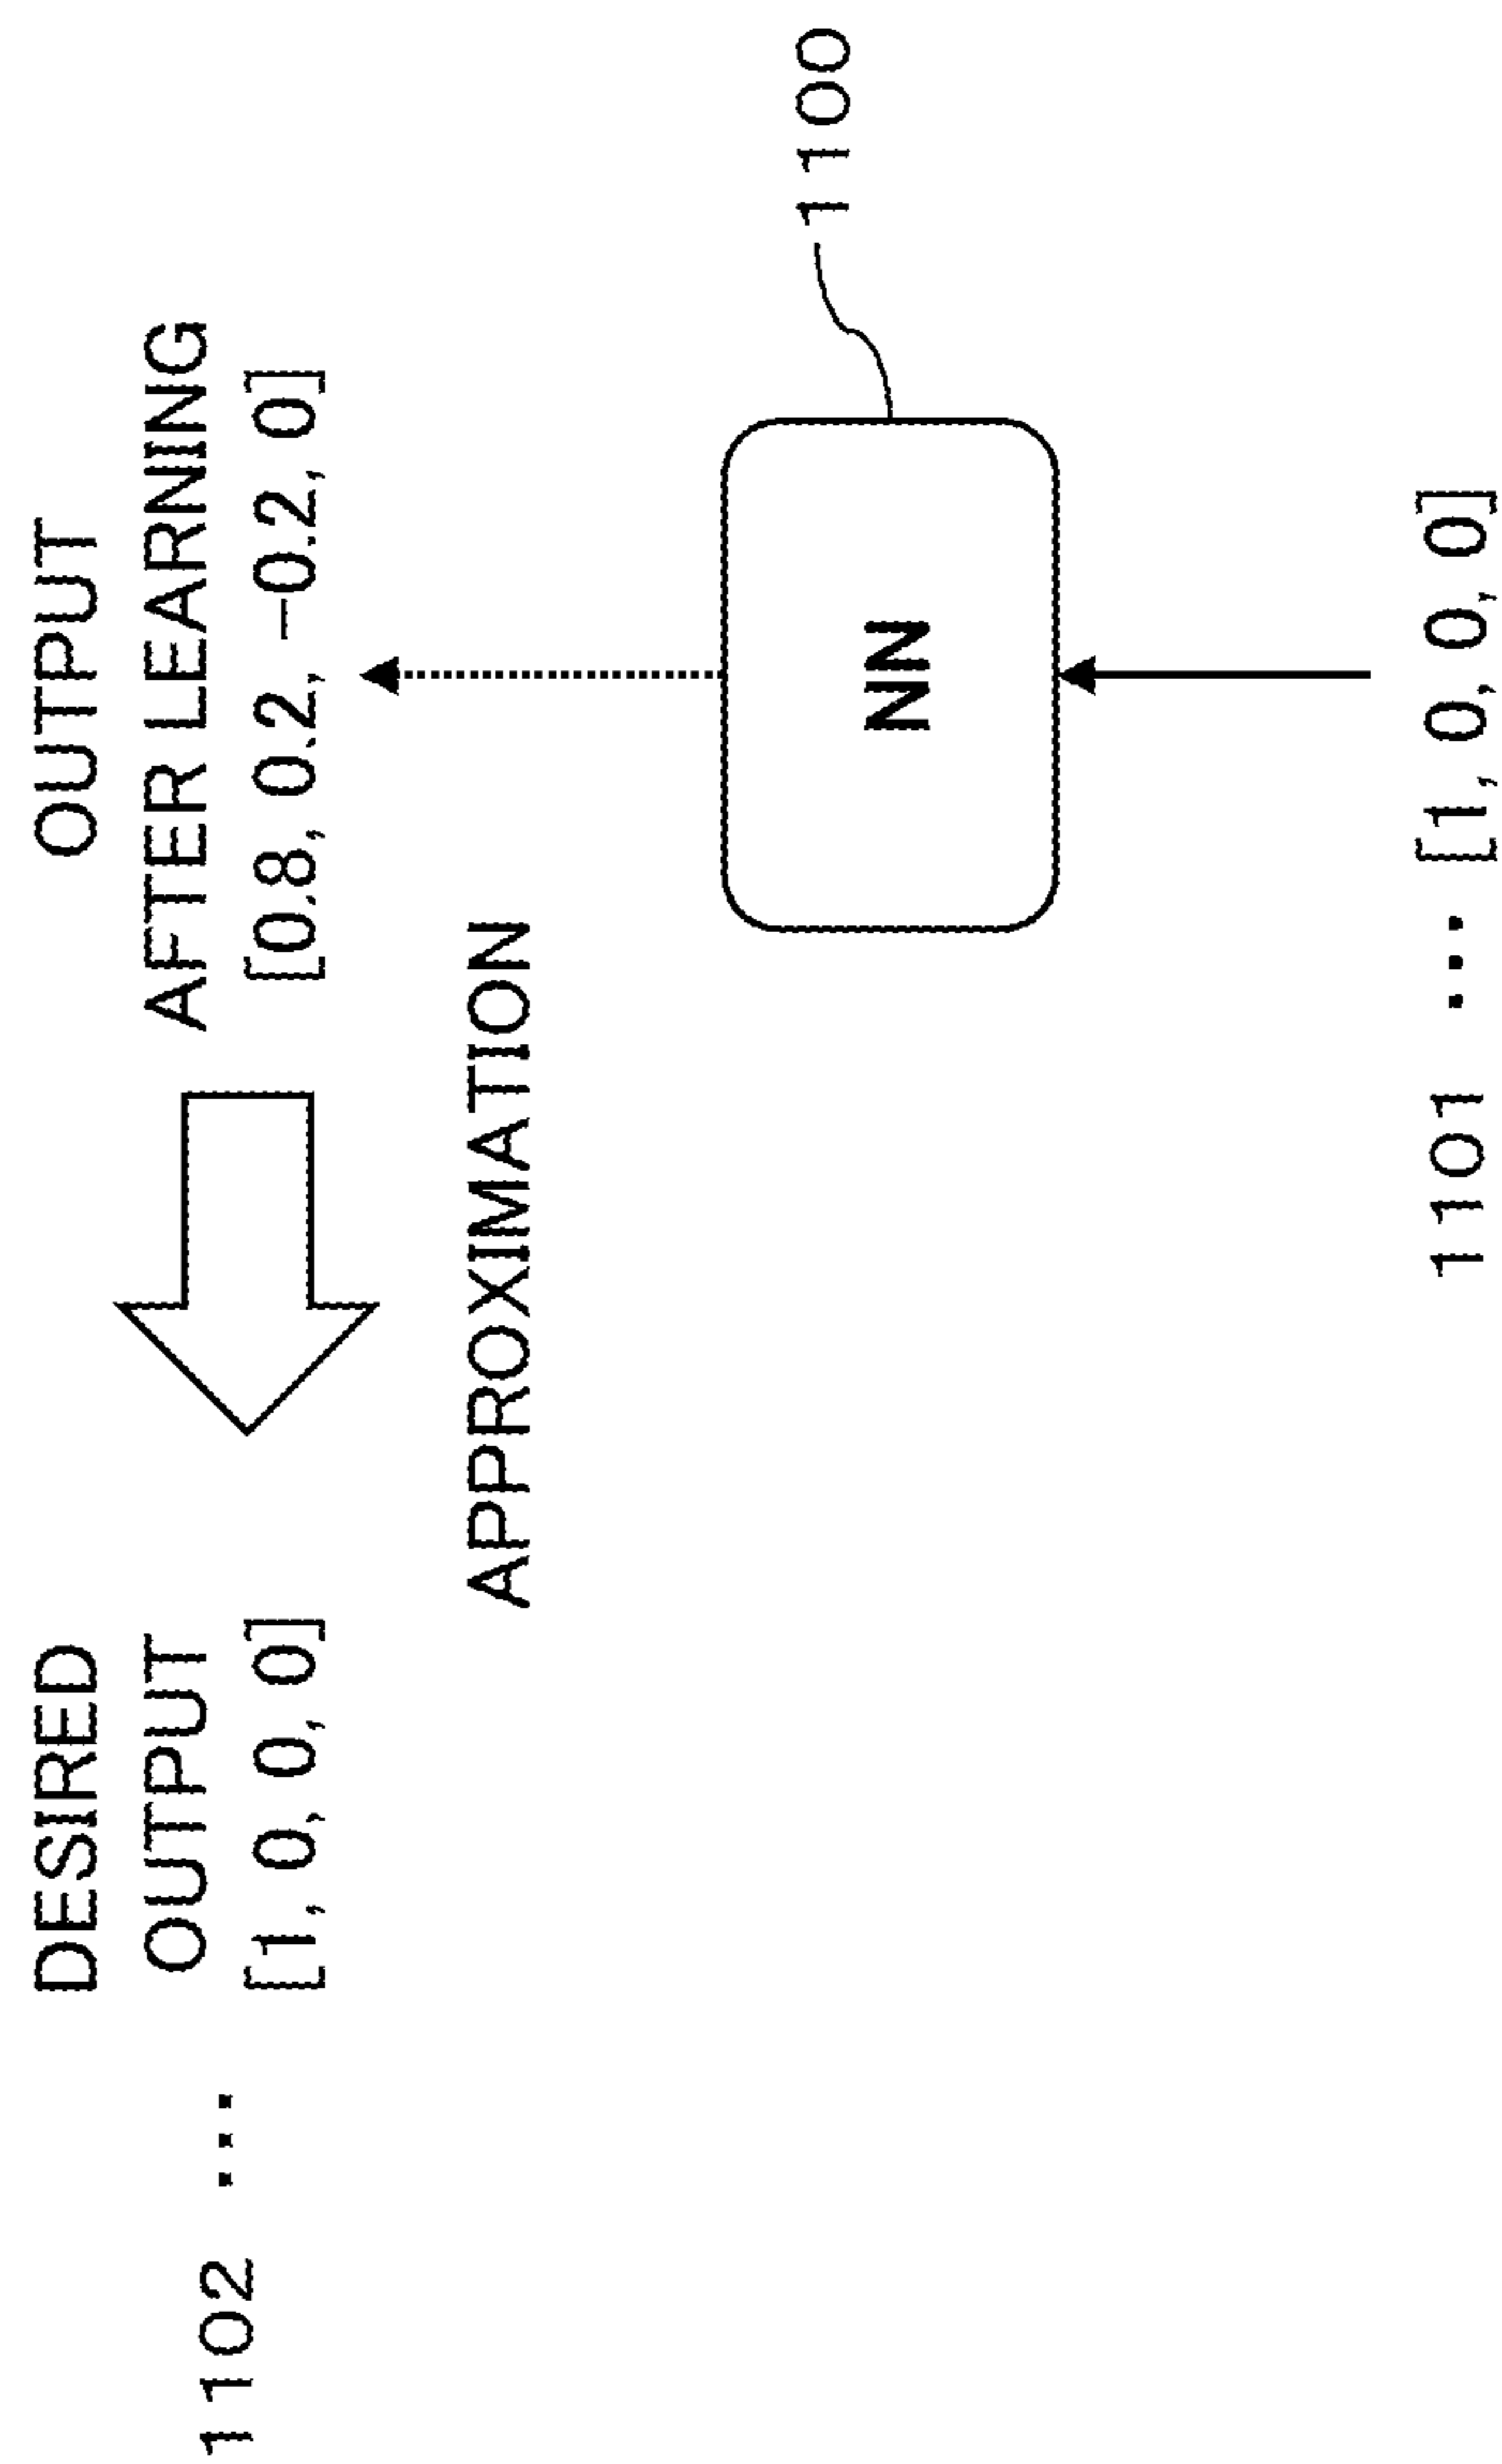 1102 ...
DESIRED
OUTPUT
[1, 0, 0, 0]
OUTPUT
AFTER LEARNING
[0.8, 0.2, −0.2, 0]
APPROXIMATION
1100
NN
1101 ... [1, 0, 0, 0]